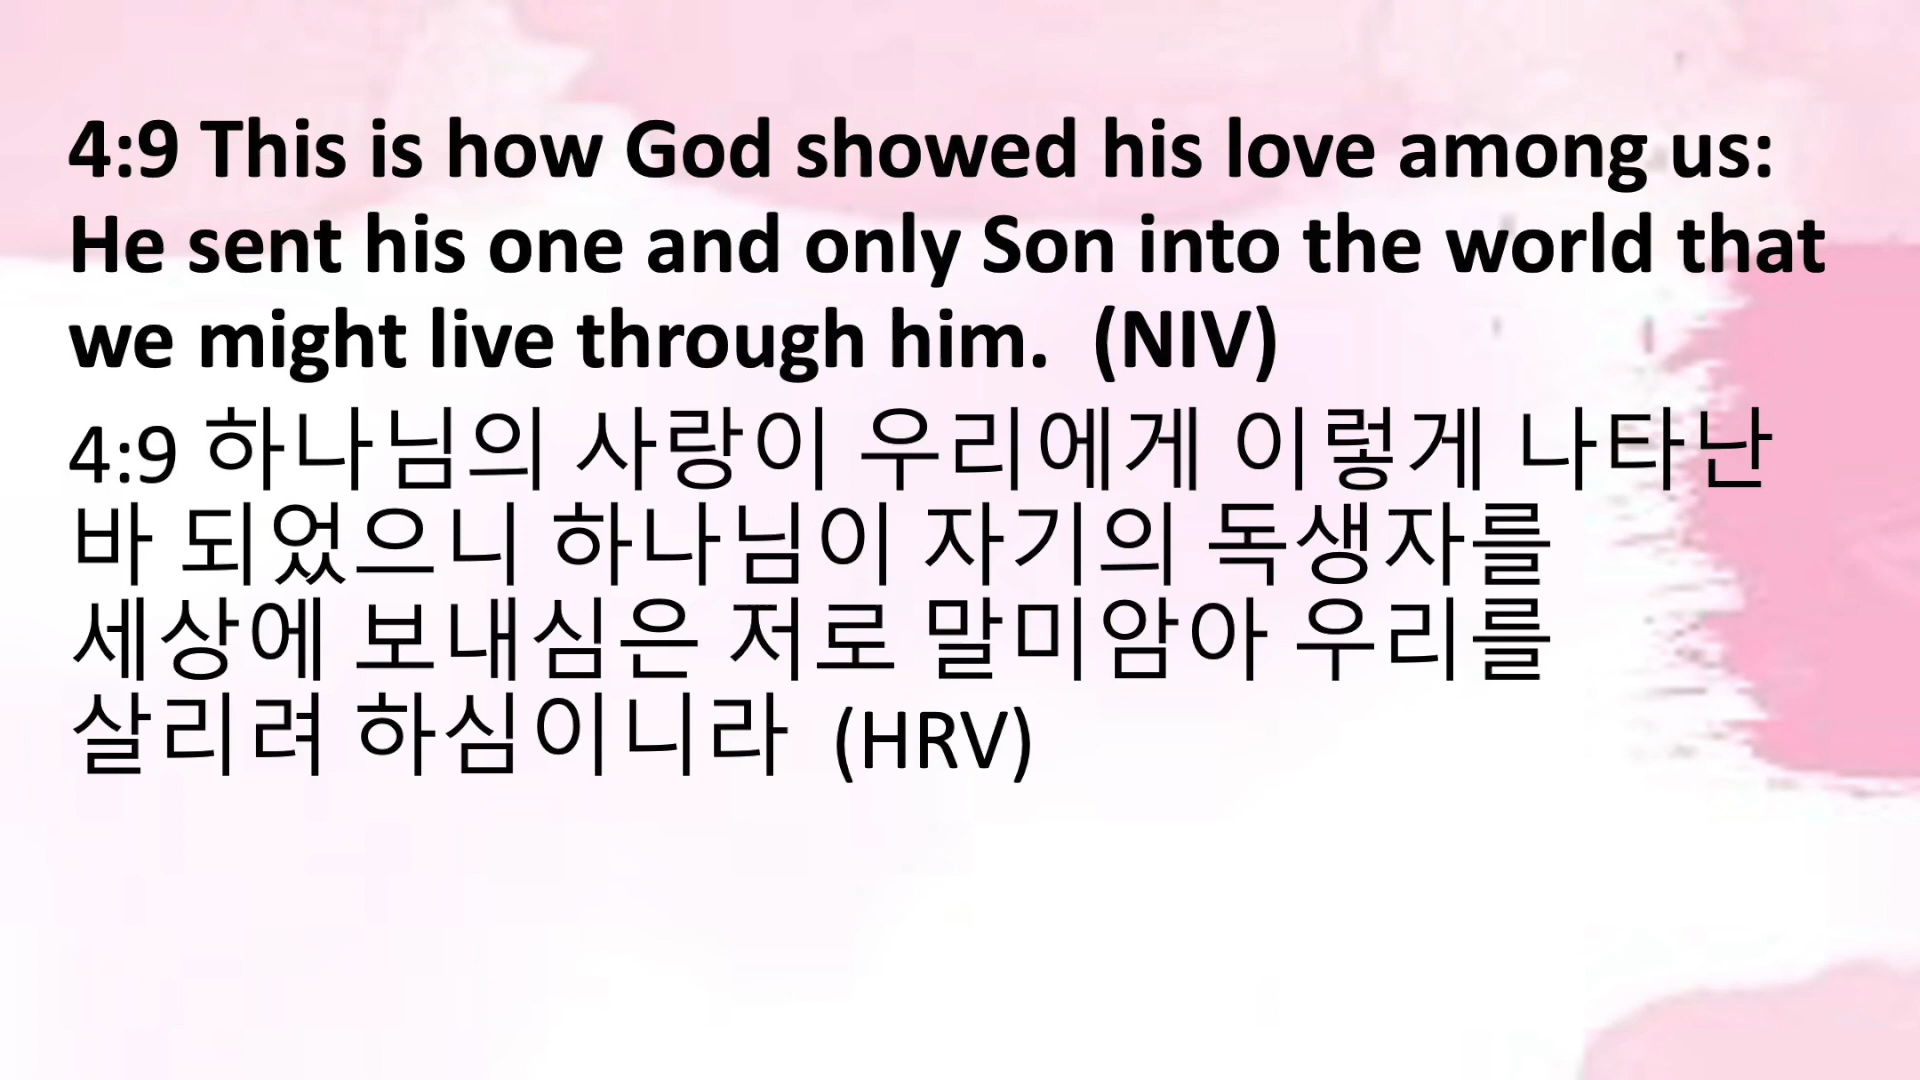 4:9 This is how God showed his love among us:
He sent his one and only Son into the world that
we might live through him.  (NIV)
4:9 하나님의 사랑이 우리에게 이렇게 나타난
바 되었으니 하나님이 자기의 독생자를
세상에 보내심은 저로 말미암아 우리를
살리려 하심이니라  (HRV)